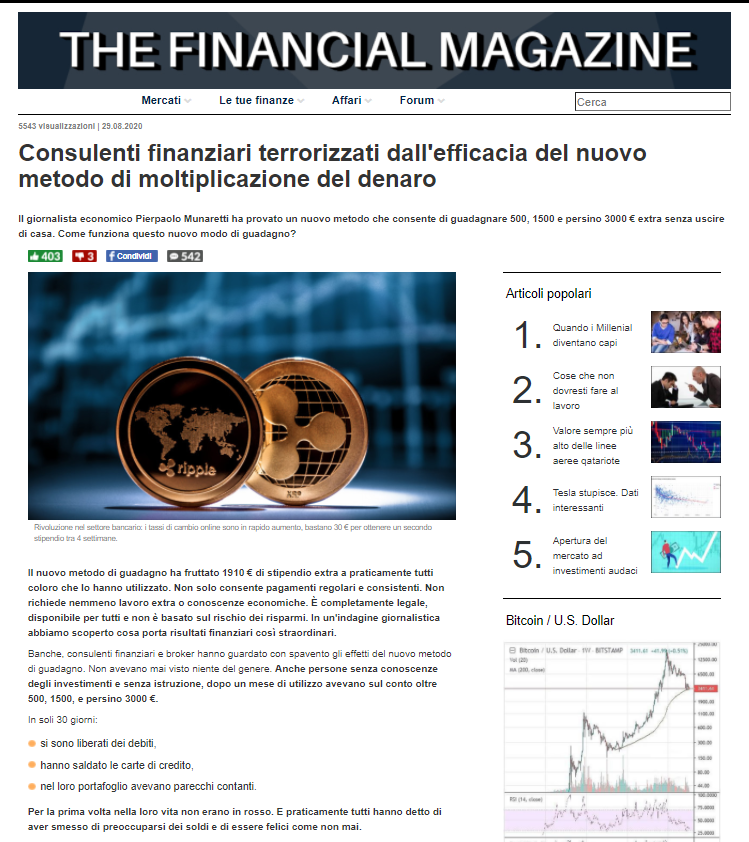 THE FINANCIAL MAGAZINE
Mercati Le tue finanze Affari Forum Cerca
5543 visualizzazioni | 29.08.2020
Consulenti finanziari terrorizzati dall'efficacia del nuovo
metodo di moltiplicazione del denaro
Il giornalista economico Pierpaolo Munaretti ha provato un nuovo metodo che consente di guadagnare 500, 1500 e persino 3000 € extra senza uscire
di casa. Come funziona questo nuovo modo di guadagno?
403 3 Condividi 542
ripple
Rivoluzione nel settore bancario: i tassi di cambio online sono in rapido aumento, bastano 30 € per ottenere un secondo
stipendio tra 4 settimane.
Il nuovo metodo di guadagno ha fruttato 1910 € di stipendio extra a praticamente tutti
coloro che lo hanno utilizzato. Non solo consente pagamenti regolari e consistenti. Non
richiede nemmeno lavoro extra o conoscenze economiche. È completamente legale,
disponibile per tutti e non è basato sul rischio dei risparmi. In un'indagine giornalistica
abbiamo scoperto cosa porta risultati finanziari così straordinari.
Banche, consulenti finanziari e broker hanno guardato con spavento gli effetti del nuovo metodo
di guadagno. Non avevano mai visto niente del genere. Anche persone senza conoscenze
degli investimenti e senza istruzione, dopo un mese di utilizzo avevano sul conto oltre
500, 1500, e persino 3000 €.
In soli 30 giorni:
si sono liberati dei debiti,
hanno saldato le carte di credito,
nel loro portafoglio avevano parecchi contanti.
Per la prima volta nella loro vita non erano in rosso. E praticamente tutti hanno detto di
aver smesso di preoccuparsi dei soldi e di essere felici come non mai.
Articoli popolari
1. Quando i Millenial
diventano capi
2. Cose che non
dovresti fare al
lavoro
3. Valore sempre più
alto delle linee
aeree qatariote
4. Tesla stupisce. Dati
interessanti
5. Apertura del
mercato ad
investimenti audaci
Bitcoin / U.S. Dollar
Bitcoin / U.S. Dollar 1W BITSTAMP
Vol (20)
MA (200, close)
RSI (14, close)